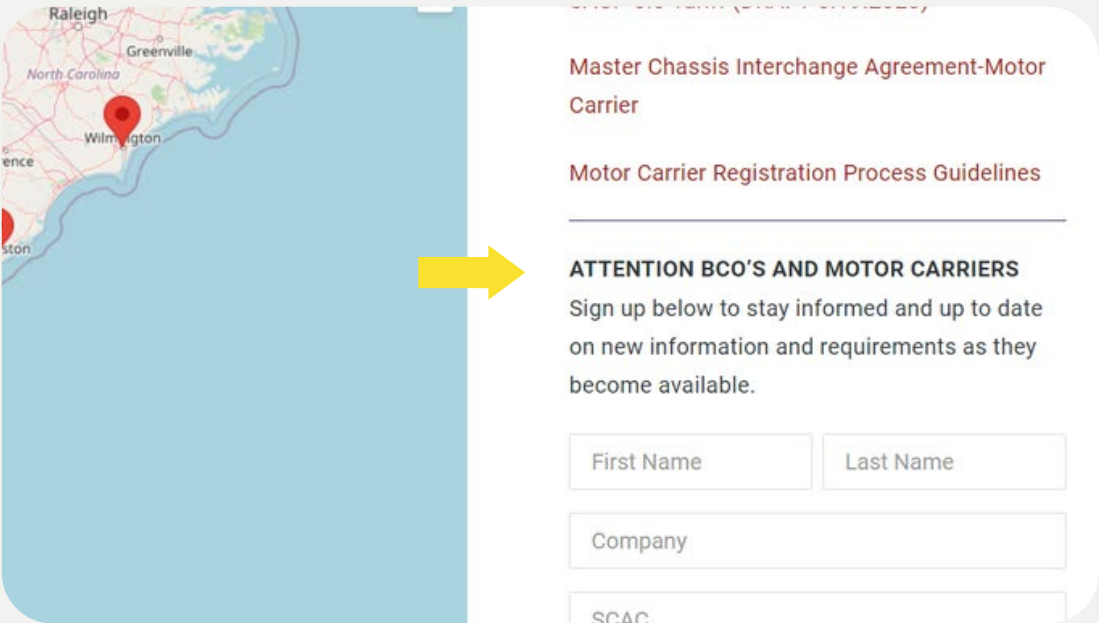 Raleigh
Greenville
North Carolina
Wilmington
Master Chassis Interchange Agreement-Motor
Carrier
Motor Carrier Registration Process Guidelines
ATTENTION BCO'S AND MOTOR CARRIERS
Sign up below to stay informed and up to date
on new information and requirements as they
become available.
First Name Last Name
Company
SCAC